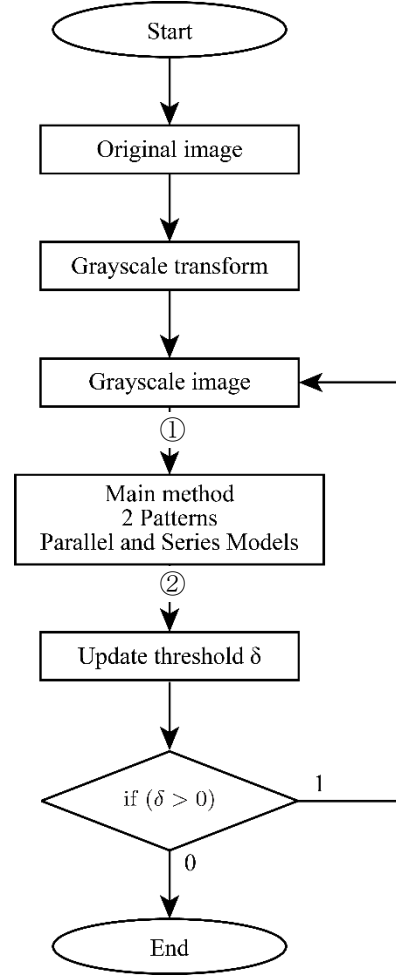 Start
Original image
Grayscale transform
Grayscale image
①
Main method
2 Patterns
Parallel and Series Models
②
Update threshold δ
if (δ > 0)
1
0
End